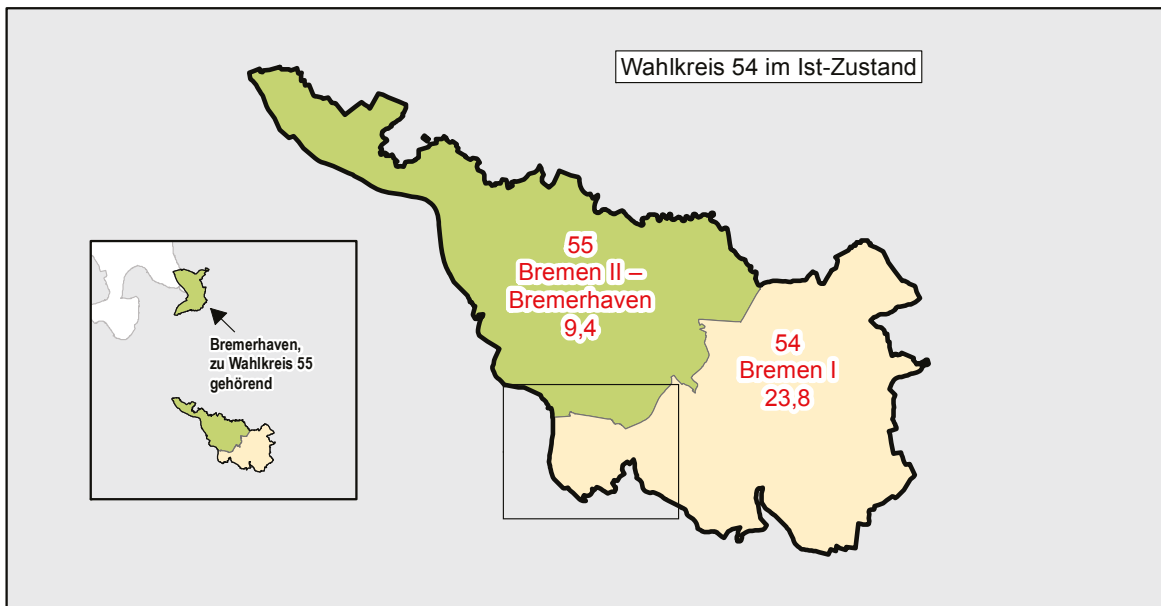 Wahlkreis 54 im Ist-Zustand
55
Bremen II –
Bremerhaven
9,4
54
Bremen I
23,8
Bremerhaven,
zu Wahlkreis 55
gehörend